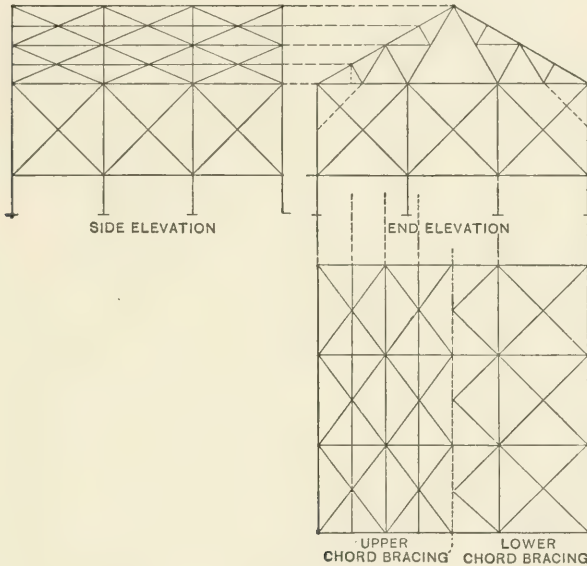 SIDE ELEVATION
END ELEVATION
UPPER
CHORD BRACING
LOWER
CHORD BRACING